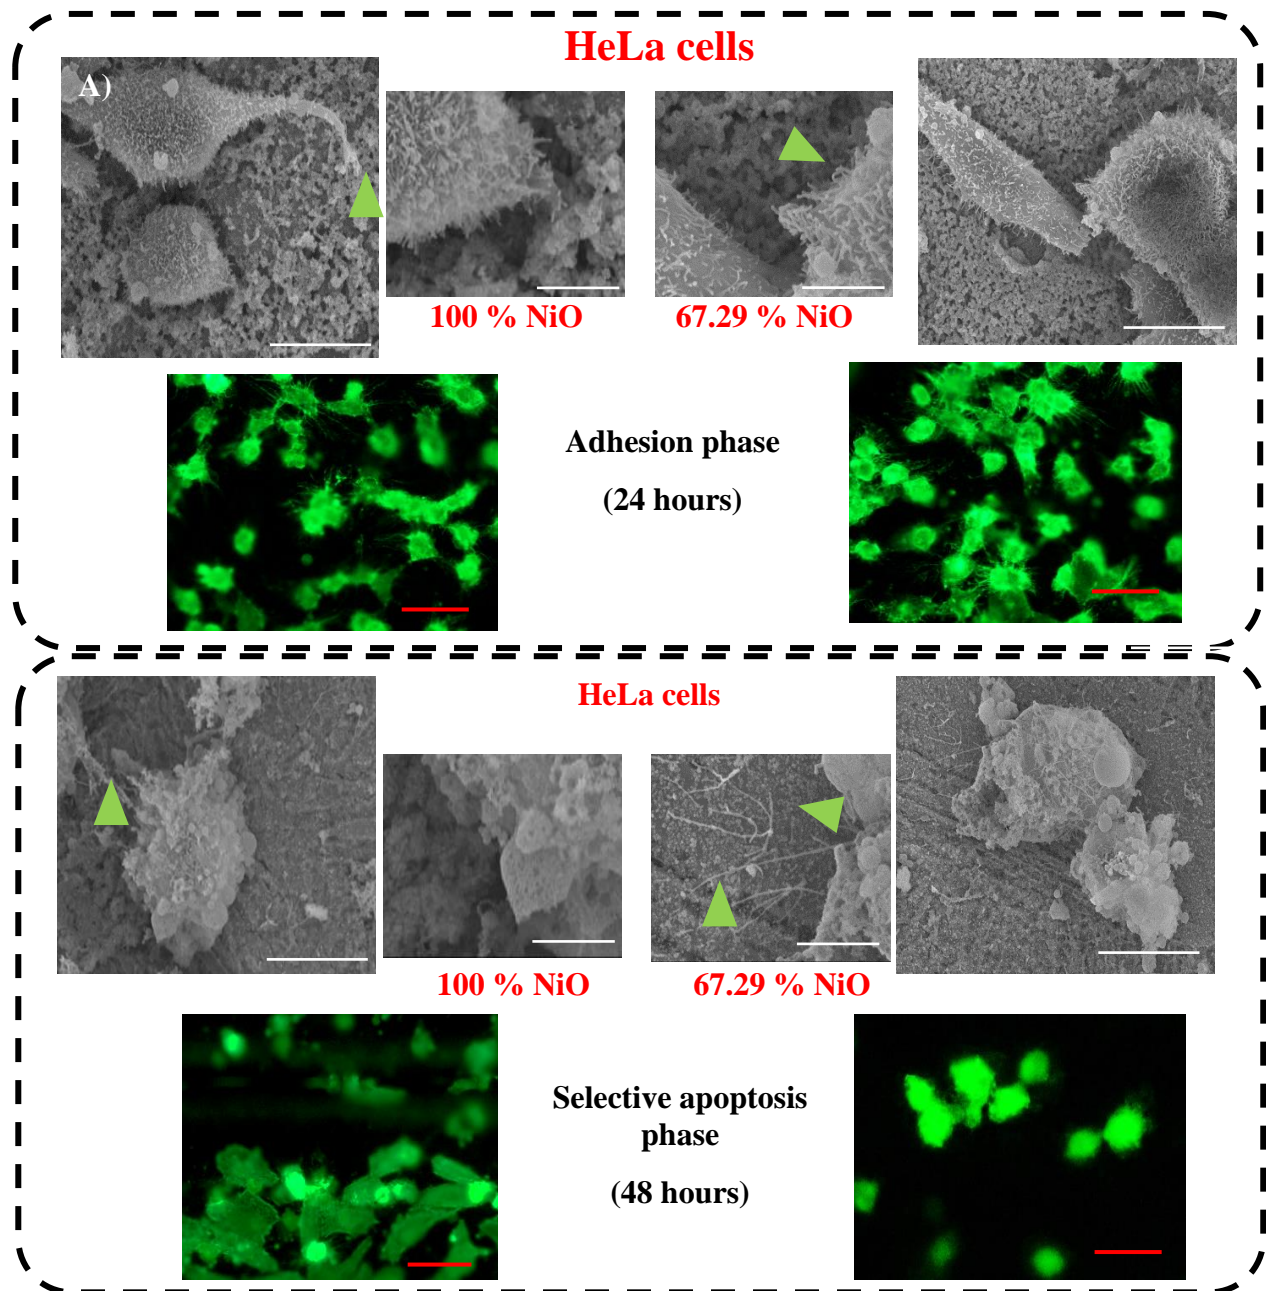 HeLa cells
A)
100 % NiO
67.29 % NiO
Adhesion phase
(24 hours)
HeLa cells
100 % NiO
67.29 % NiO
Selective apoptosis
phase
(48 hours)